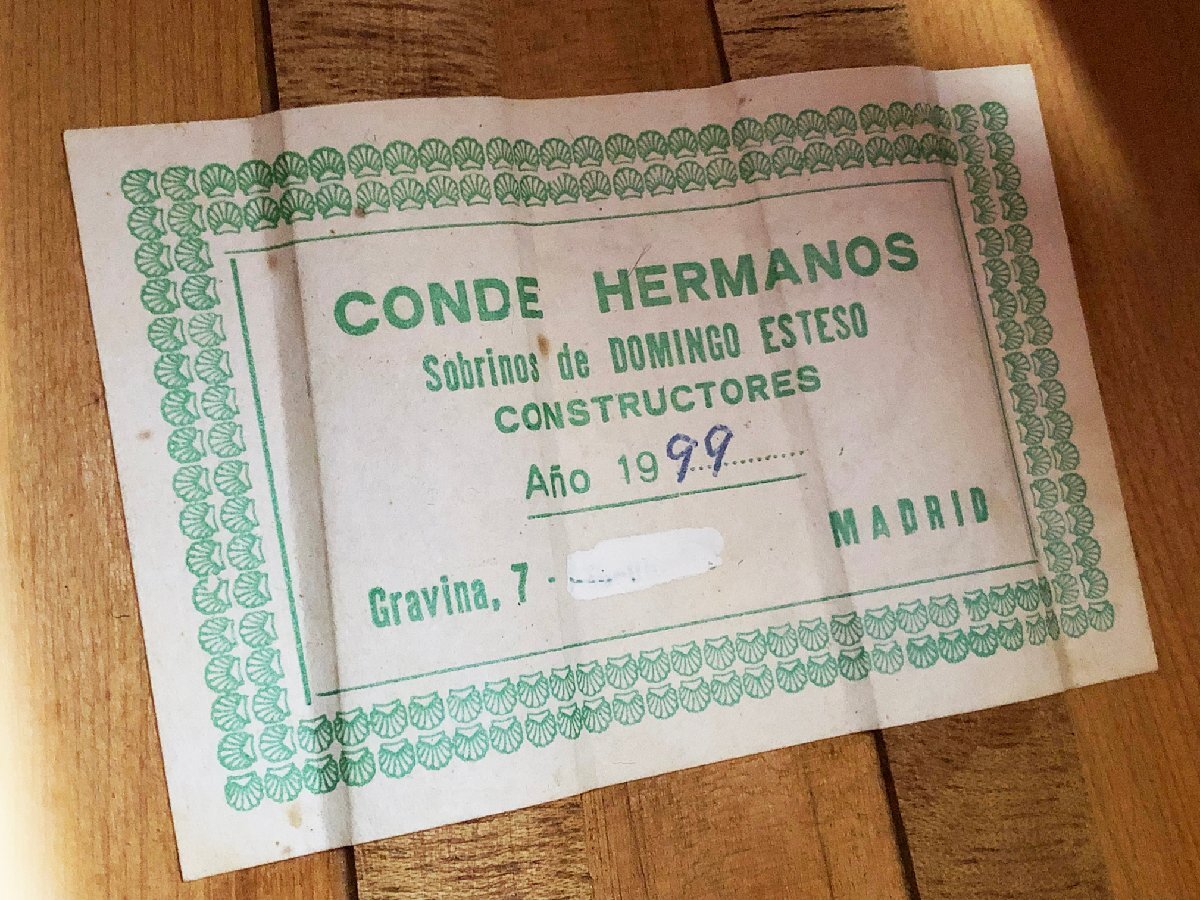 CONDE HERMANOS
Sobrinos de DOMINGO ESTESO
CONSTRUCTORES
Año 1999
Gravina, 7 · MADRID